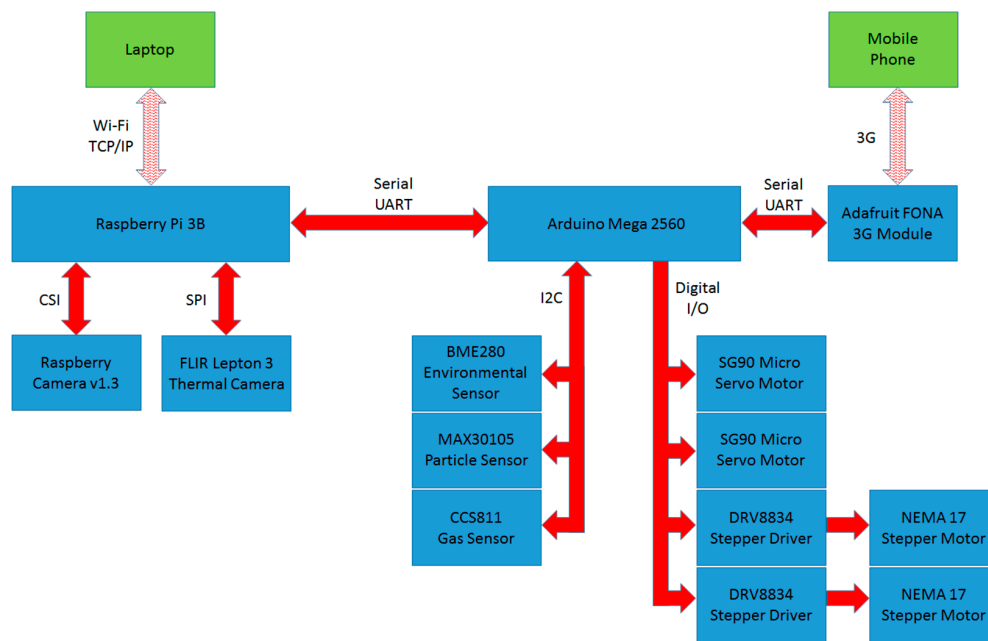 Laptop
Mobile
Phone
Wi-Fi
TCP/IP
3G
Raspberry Pi 3B
Serial
UART
Arduino Mega 2560
Serial
UART
Adafruit FONA
3G Module
CSI
SPI
I2C
Digital
I/O
Raspberry
Camera v1.3
FLIR Lepton 3
Thermal Camera
BME280
Environmental
Sensor
SG90 Micro
Servo Motor
MAX30105
Particle Sensor
SG90 Micro
Servo Motor
CCS811
Gas Sensor
DRV8834
Stepper Driver
NEMA 17
Stepper Motor
DRV8834
Stepper Driver
NEMA 17
Stepper Motor